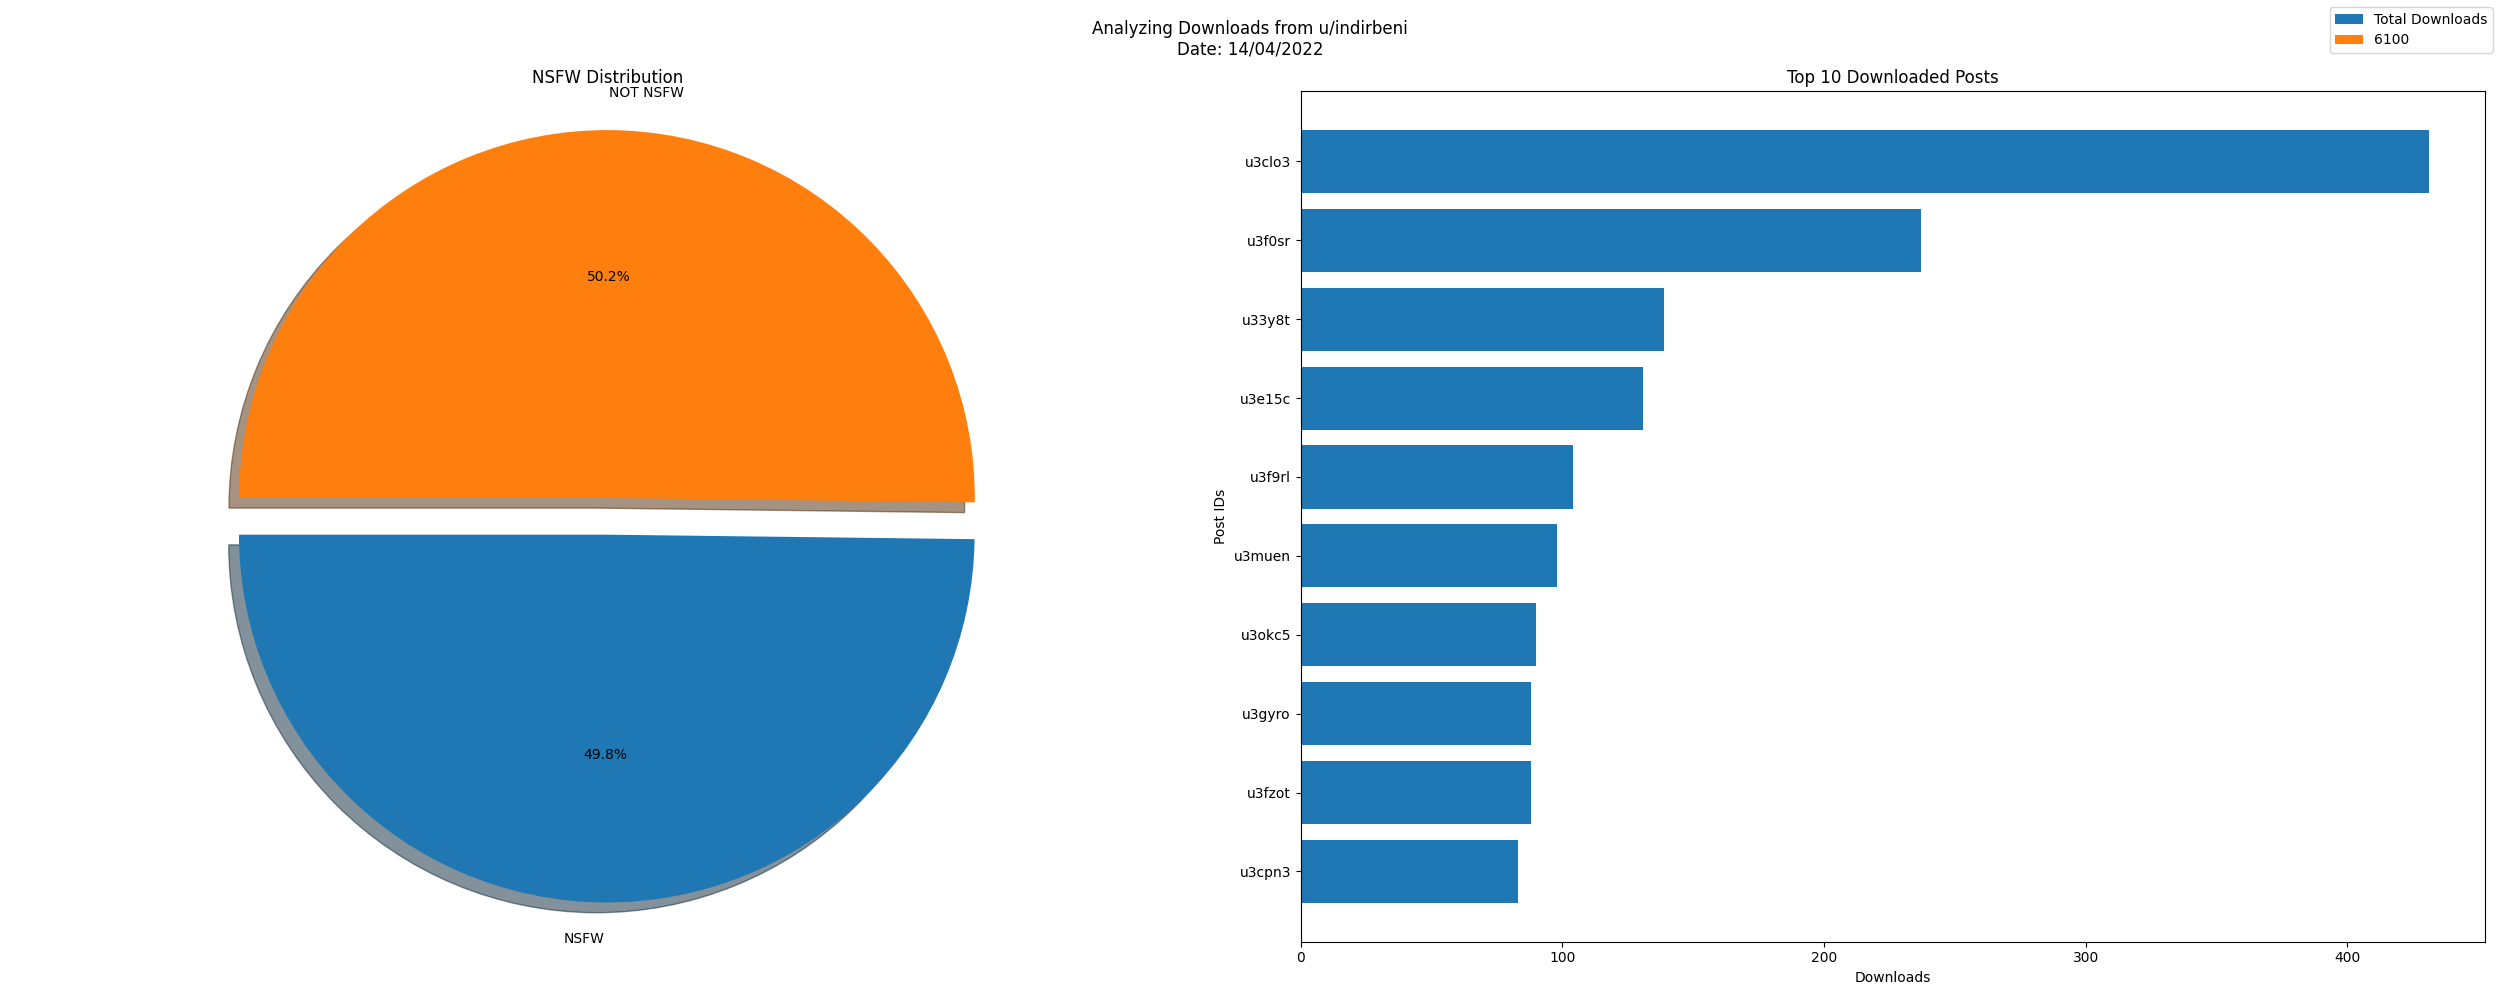 Analyzing Downloads from u/indirbeni
Date: 14/04/2022
Total Downloads
6100
NSFW Distribution
NOT NSFW
50.2%
49.8%
NSFW
Top 10 Downloaded Posts
Post IDs
u3clo3
u3f0sr
u33y8t
u3e15c
u3f9rl
u3muen
u3okc5
u3gyro
u3fzot
u3cpn3
0 100 200 300 400
Downloads